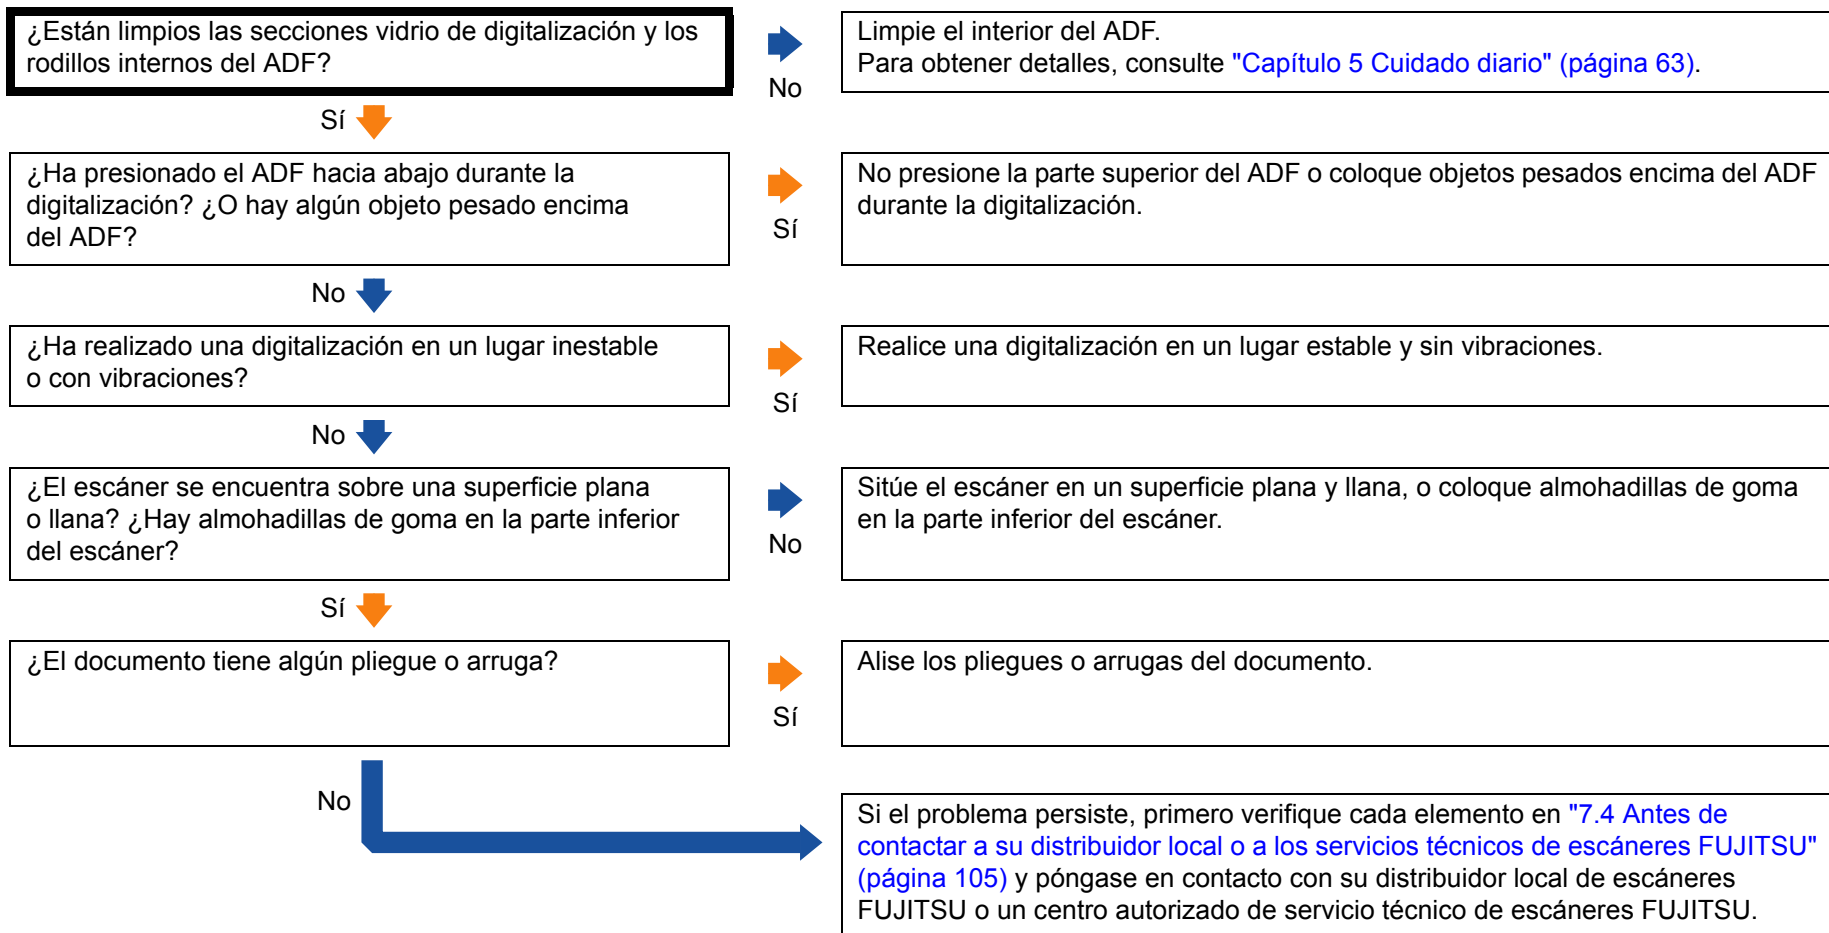 ¿Están limpios las secciones vidrio de digitalización y los
rodillos internos del ADF?
No
Limpie el interior del ADF.
Para obtener detalles, consulte "Capítulo 5 Cuidado diario" (página 63).
Sí
¿Ha presionado el ADF hacia abajo durante la
digitalización? ¿O hay algún objeto pesado encima
del ADF?
Sí
No presione la parte superior del ADF o coloque objetos pesados encima del ADF
durante la digitalización.
No
¿Ha realizado una digitalización en un lugar inestable
o con vibraciones?
Sí
Realice una digitalización en un lugar estable y sin vibraciones.
No
¿El escáner se encuentra sobre una superficie plana
o llana? ¿Hay almohadillas de goma en la parte inferior
del escáner?
No
Sitúe el escáner en un superficie plana y llana, o coloque almohadillas de goma
en la parte inferior del escáner.
Sí
¿El documento tiene algún pliegue o arruga?
Sí
Alise los pliegues o arrugas del documento.
No
Si el problema persiste, primero verifique cada elemento en "7.4 Antes de
contactar a su distribuidor local o a los servicios técnicos de escáneres FUJITSU"
(página 105) y póngase en contacto con su distribuidor local de escáneres
FUJITSU o un centro autorizado de servicio técnico de escáneres FUJITSU.